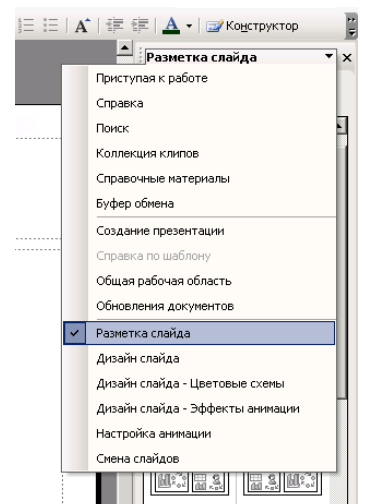 Конструктор
Разметка слайда
Приступая к работе
Справка
Поиск
Коллекция клипов
Справочные материалы
Буфер обмена
Создание презентации
Справка по шаблону
Общая рабочая область
Обновления документов
Разметка слайда
Дизайн слайда
Дизайн слайда - Цветовые схемы
Дизайн слайда - Эффекты анимации
Настройка анимации
Смена слайдов